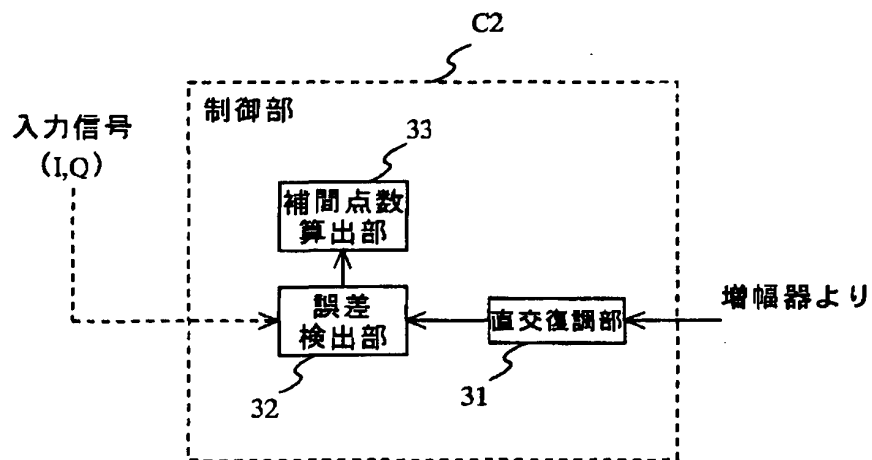 C2
制御部
入力信号
(I,Q)
33
補間点数
算出部
誤差
検出部
直交復調部
増幅器より
32
31